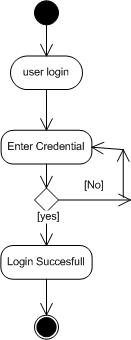 user login
Enter Credential
[No]
[yes]
Login Succesfull